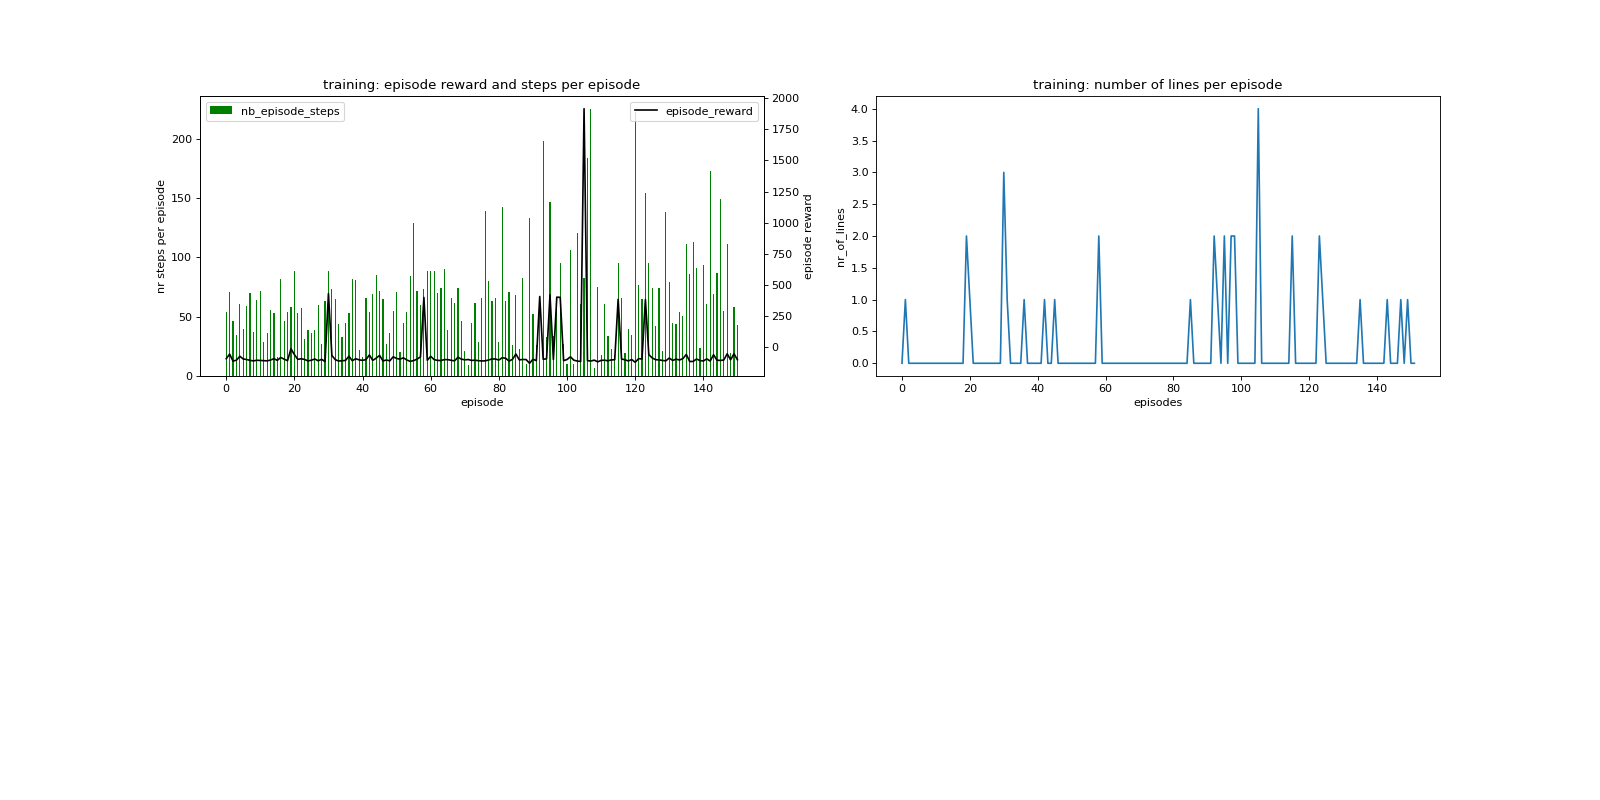 training: episode reward and steps per episode
nb_episode_steps
episode_reward
nr steps per episode
0
50
100
150
200
episode reward
0
250
500
750
1000
1250
1500
1750
2000
0 20 40 60 80 100 120 140
episode
training: number of lines per episode
nr_of_lines
4.0
3.5
3.0
2.5
2.0
1.5
1.0
0.5
0.0
0 20 40 60 80 100 120 140
episodes